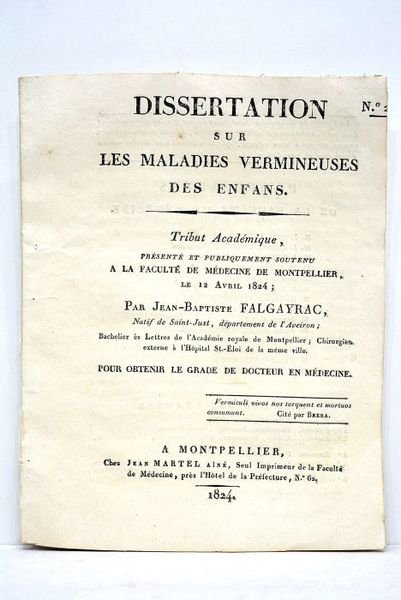 N.º
DISSERTATION
SUR
LES MALADIES VERMINEUSES
DES ENFANS.
Tribut Académique,
PRÉSENTÉ ET PUBLIQUEMENT SOUTENU
A LA FACULTÉ DE MÉDECINE DE MONTPELLIER,
LE 12 AVRIL 1824;
PAR JEAN-BAPTISTE FALGAYRAC,
Natif de Saint-Just, département de l'Aveiron;
Bachelier ès Lettres de l'Académie royale de Montpellier; Chirurgien
externe à l'Hôpital St.-Éloi de la même ville.
POUR OBTENIR LE GRADE DE DOCTEUR EN MÉDECINE.
Vermiculi vivos nos torquent et mortuos
consumunt. Cité par BRERA.
A MONTPELLIER,
Chez JEAN MARTEL AÎNÉ, Seul Imprimeur de la Faculté
de Médecine, près l'Hôtel de la Préfecture, N.º 62.
1824.